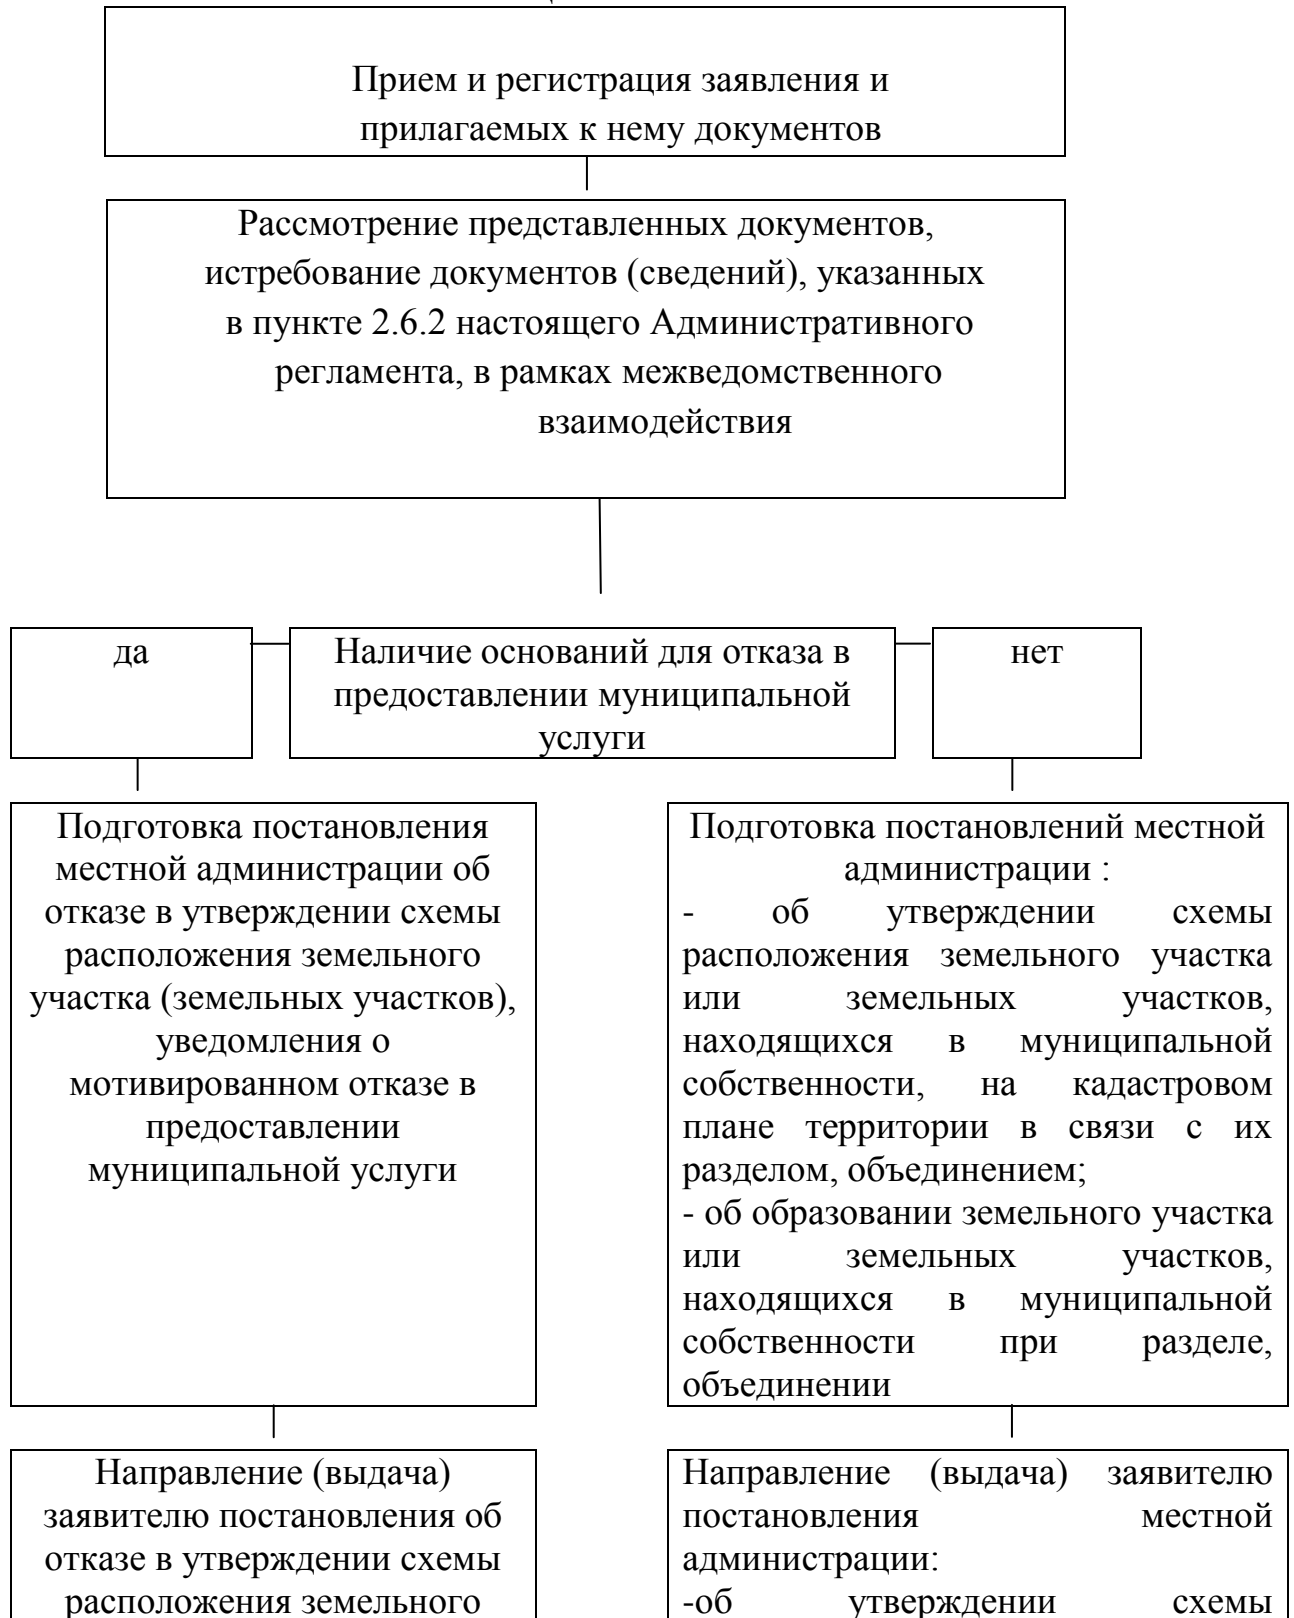 Прием и регистрация заявления и
прилагаемых к нему документов
Рассмотрение представленных документов,
истребование документов (сведений), указанных
в пункте 2.6.2 настоящего Административного
регламента, в рамках межведомственного
взаимодействия
да
Наличие оснований для отказа в
предоставлении муниципальной
услуги
нет
Подготовка постановления
местной администрации об
отказе в утверждении схемы
расположения земельного
участка (земельных участков),
уведомления о
мотивированном отказе в
предоставлении
муниципальной услуги
Подготовка постановлений местной
администрации :
- об утверждении схемы
расположения земельного участка
или земельных участков,
находящихся в муниципальной
собственности, на кадастровом
плане территории в связи с их
разделом, объединением;
- об образовании земельного участка
или земельных участков,
находящихся в муниципальной
собственности при разделе,
объединении
Направление (выдача)
заявителю постановления об
отказе в утверждении схемы
расположения земельного
Направление (выдача) заявителю
постановления местной
администрации:
-об утверждении схемы